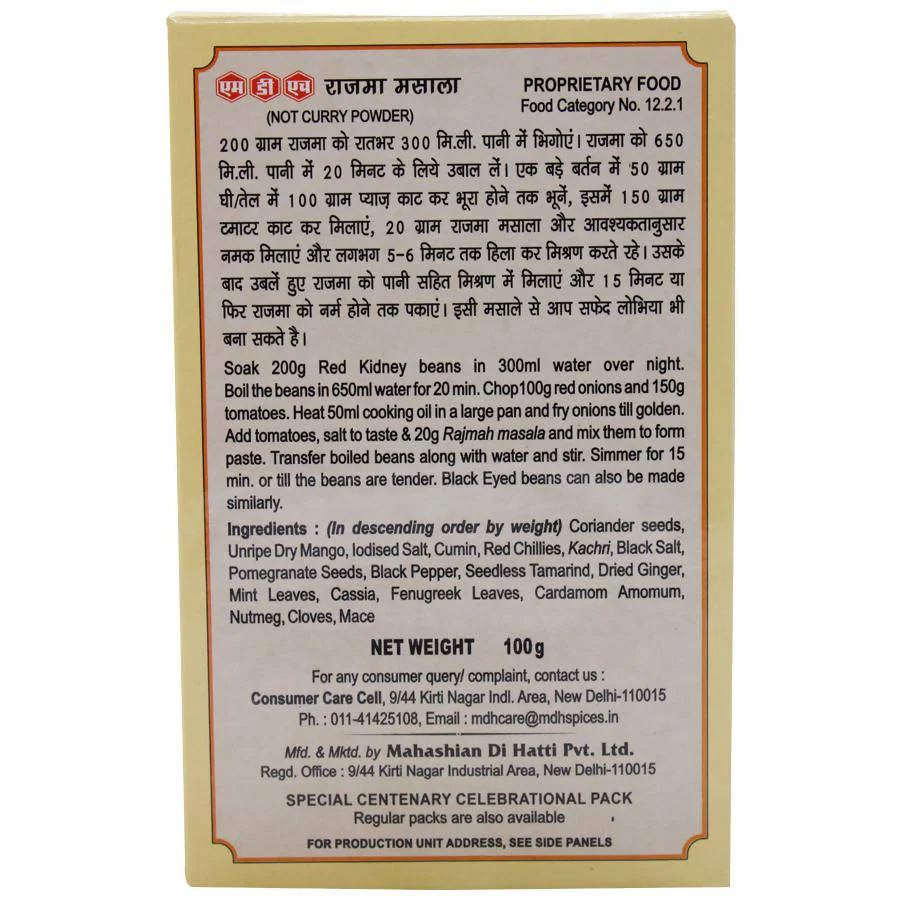 एम डी एच राजमा मसाला
(NOT CURRY POWDER)
PROPRIETARY FOOD
Food Category No. 12.2.1
200 ग्राम राजमा को रातभर 300 मि.ली. पानी में भिगोएं। राजमा को 650
मि.ली. पानी में 20 मिनट के लिये उबाल लें। एक बड़े बर्तन में 50 ग्राम
घी/तेल में 100 ग्राम प्याज़ काट कर भूरा होने तक भूनें, इसमें 150 ग्राम
टमाटर काट कर मिलाएं, 20 ग्राम राजमा मसाला और आवश्यकतानुसार
नमक मिलाएं और लगभग 5-6 मिनट तक हिला कर मिश्रण करते रहे। उसके
बाद उबलें हुए राजमा को पानी सहित मिश्रण में मिलाएं और 15 मिनट या
फिर राजमा को नर्म होने तक पकाएं। इसी मसाले से आप सफेद लोभिया भी
बना सकते है।
Soak 200g Red Kidney beans in 300ml water over night.
Boil the beans in 650ml water for 20 min. Chop100g red onions and 150g
tomatoes. Heat 50ml cooking oil in a large pan and fry onions till golden.
Add tomatoes, salt to taste & 20g Rajmah masala and mix them to form
paste. Transfer boiled beans along with water and stir. Simmer for 15
min. or till the beans are tender. Black Eyed beans can also be made
similarly.
Ingredients : (In descending order by weight) Coriander seeds,
Unripe Dry Mango, Iodised Salt, Cumin, Red Chillies, Kachri, Black Salt,
Pomegranate Seeds, Black Pepper, Seedless Tamarind, Dried Ginger,
Mint Leaves, Cassia, Fenugreek Leaves, Cardamom Amomum,
Nutmeg, Cloves, Mace
NET WEIGHT 100g
For any consumer query/ complaint, contact us :
Consumer Care Cell, 9/44 Kirti Nagar Indl. Area, New Delhi-110015
Ph. : 011-41425108, Email : mdhcare@mdhspices.in
Mfd. & Mktd. by Mahashian Di Hatti Pvt. Ltd.
Regd. Office : 9/44 Kirti Nagar Industrial Area, New Delhi-110015
SPECIAL CENTENARY CELEBRATIONAL PACK
Regular packs are also available
FOR PRODUCTION UNIT ADDRESS, SEE SIDE PANELS